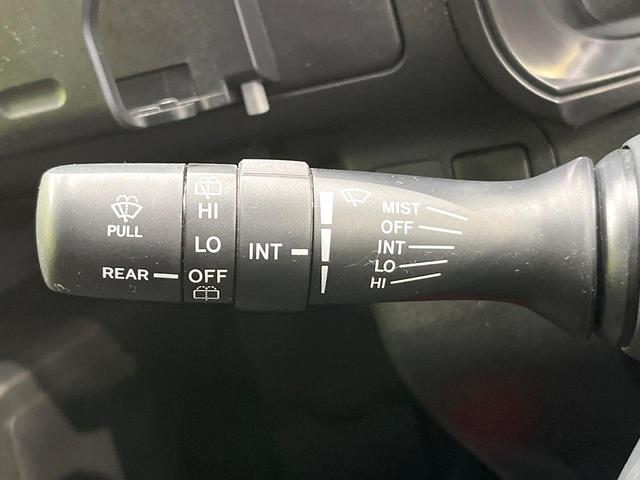 PULL
REAR
HI
LO
OFF
INT
MIST
OFF
INT
LO
HI